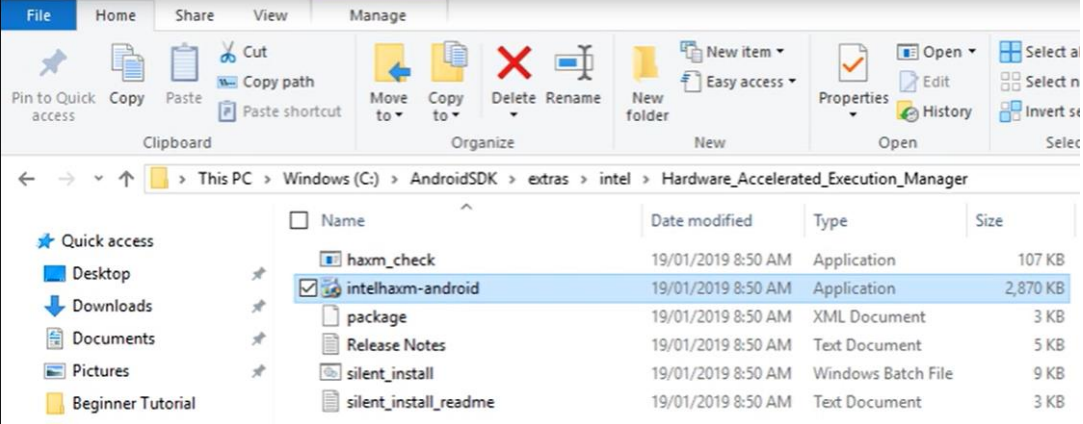 File Home Share View Manage
Pin to Quick access
Copy
Paste
Cut
Copy path
Paste shortcut
Clipboard
Move to
Copy to
Delete
Rename
Organize
New folder
New item
Easy access
New
Properties
Open
Edit
History
Open
Select al
Select n
Invert se
Selec
This PC > Windows (C:) > AndroidSDK > extras > intel > Hardware_Accelerated_Execution_Manager
Quick access
Desktop
Downloads
Documents
Pictures
Beginner Tutorial
Name Date modified Type Size
haxm_check 19/01/2019 8:50 AM Application 107 KB
intelhaxm-android 19/01/2019 8:50 AM Application 2,870 KB
package 19/01/2019 8:50 AM XML Document 3 KB
Release Notes 19/01/2019 8:50 AM Text Document 5 KB
silent_install 19/01/2019 8:50 AM Windows Batch File 9 KB
silent_install_readme 19/01/2019 8:50 AM Text Document 3 KB